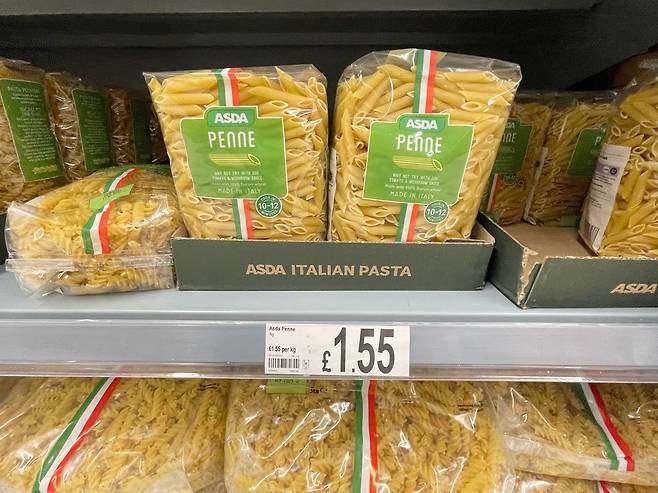 ASDA
PENNE
WHY NOT TRY WITH OUR
TOMATO & MUSHROOM SAUCE
MADE IN ITALY
10-12
ASDA
PENNE
WHY NOT TRY WITH OUR
TOMATO & MUSHROOM SAUCE
MADE IN ITALY
10-12
ASDA ITALIAN PASTA
ASDA
Asda Penne
1kg
£1.55 per kg
£1.55